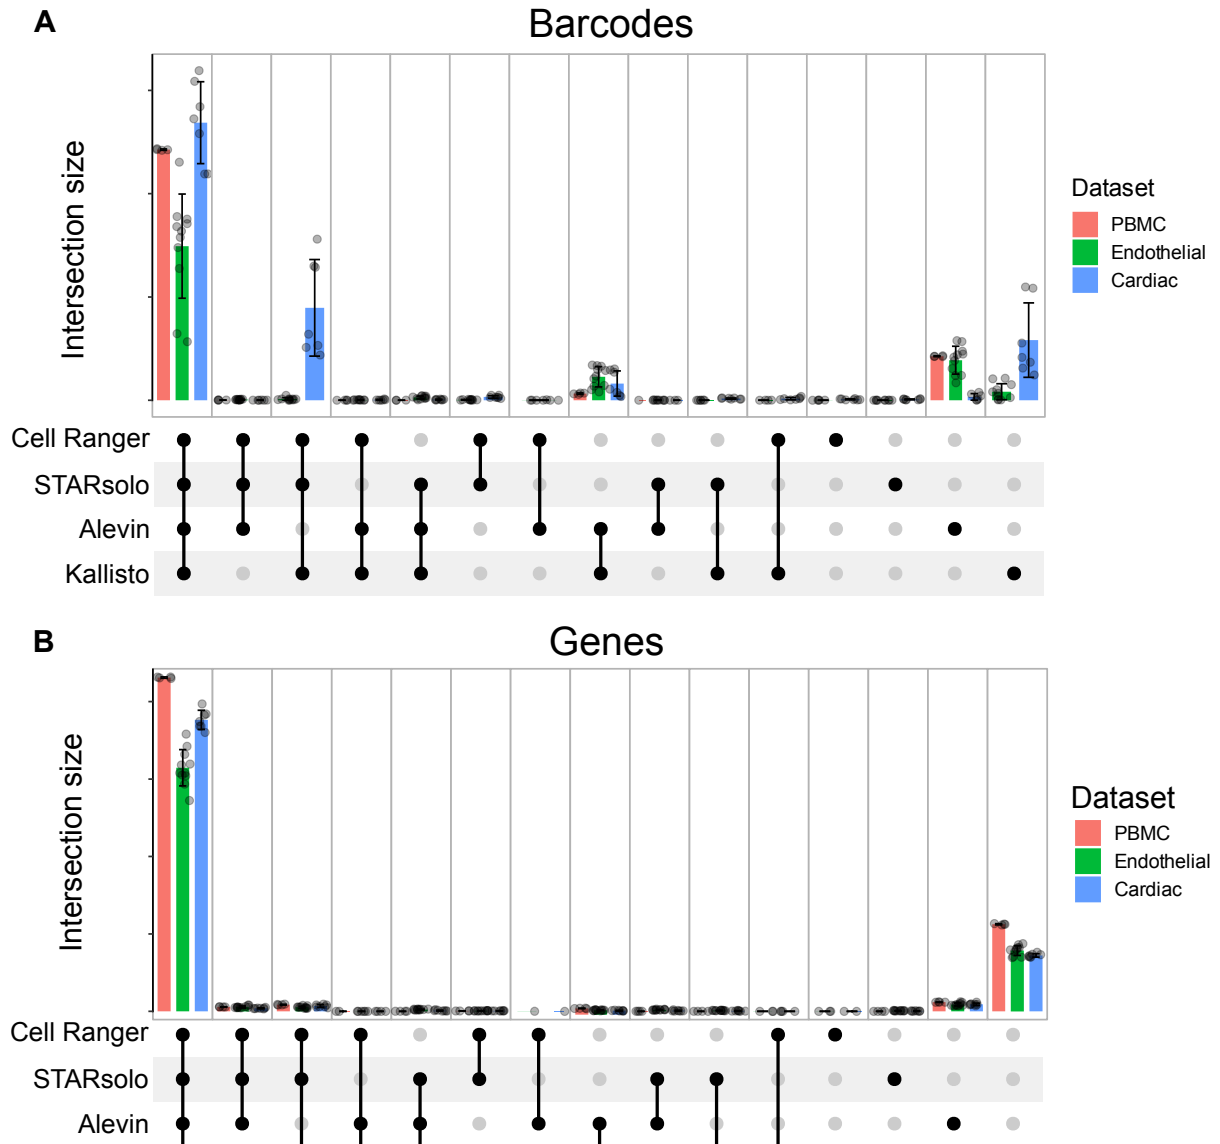 A
Barcodes
Intersection size
Dataset
PBMC
Endothelial
Cardiac
Cell Ranger
STARsolo
Alevin
Kallisto
B
Genes
Intersection size
Dataset
PBMC
Endothelial
Cardiac
Cell Ranger
STARsolo
Alevin